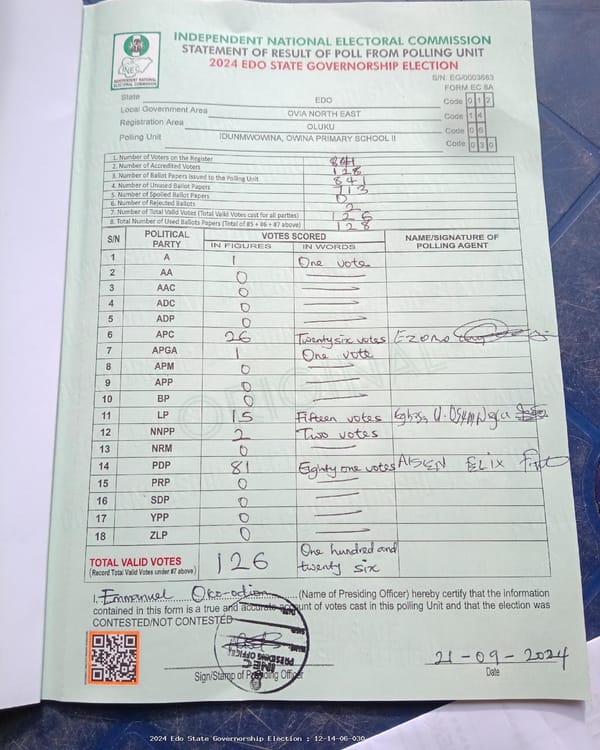 INDEPENDENT NATIONAL ELECTORAL COMMISSION
STATEMENT OF RESULT OF POLL FROM POLLING UNIT
2024 EDO STATE GOVERNORSHIP ELECTION
INEC
INDEPENDENT NATIONAL ELECTORAL COMMISSION
S/N: EG/0003663
FORM EC 8A
State EDO Code 0 1 2
Local Government Area OVIA NORTH EAST Code 1 4
Registration Area OLUKU Code 0 6
Polling Unit IDUNMWOWINA, OWINA PRIMARY SCHOOL II Code 0 3 0
1. Number of Voters on the Register 841
2. Number of Accredited Voters 128
3. Number of Ballot Papers Issued to the Polling Unit 841
4. Number of Unused Ballot Papers 713
5. Number of Spoiled Ballot Papers 0
6. Number of Rejected Ballots 2
7. Number of Total Valid Votes (Total Valid Votes cast for all parties) 126
8. Total Number of Used Ballots Papers (Total of #5 + #6 + #7 above) 128
S/N POLITICAL PARTY VOTES SCORED NAME/SIGNATURE OF POLLING AGENT
IN FIGURES IN WORDS
1 A 1 One vote
2 AA 0
3 AAC 0
4 ADC 0
5 ADP 0
6 APC 26 Twentysix votes
7 APGA 1 One vote
8 APM 0
9 APP 0
10 BP 0
11 LP 15 Fifteen votes
12 NNPP 2 Two votes
13 NRM 0
14 PDP 81 Eighty one votes
15 PRP 0
16 SDP 0
17 YPP 0
18 ZLP 0
TOTAL VALID VOTES 126 One hundred and twenty six
(Record Total Valid Votes under #7 above)
ORIGINAL
I, Emmanuel Oko-odion (Name of Presiding Officer) hereby certify that the information
contained in this form is a true and accurate account of votes cast in this polling Unit and that the election was
CONTESTED/NOT CONTESTED
INEC
PRESIDING OFFICER
21-09-2024
Sign/Stamp of Presiding Officer Date
2024 Edo State Governorship Election : 12-14-06-030